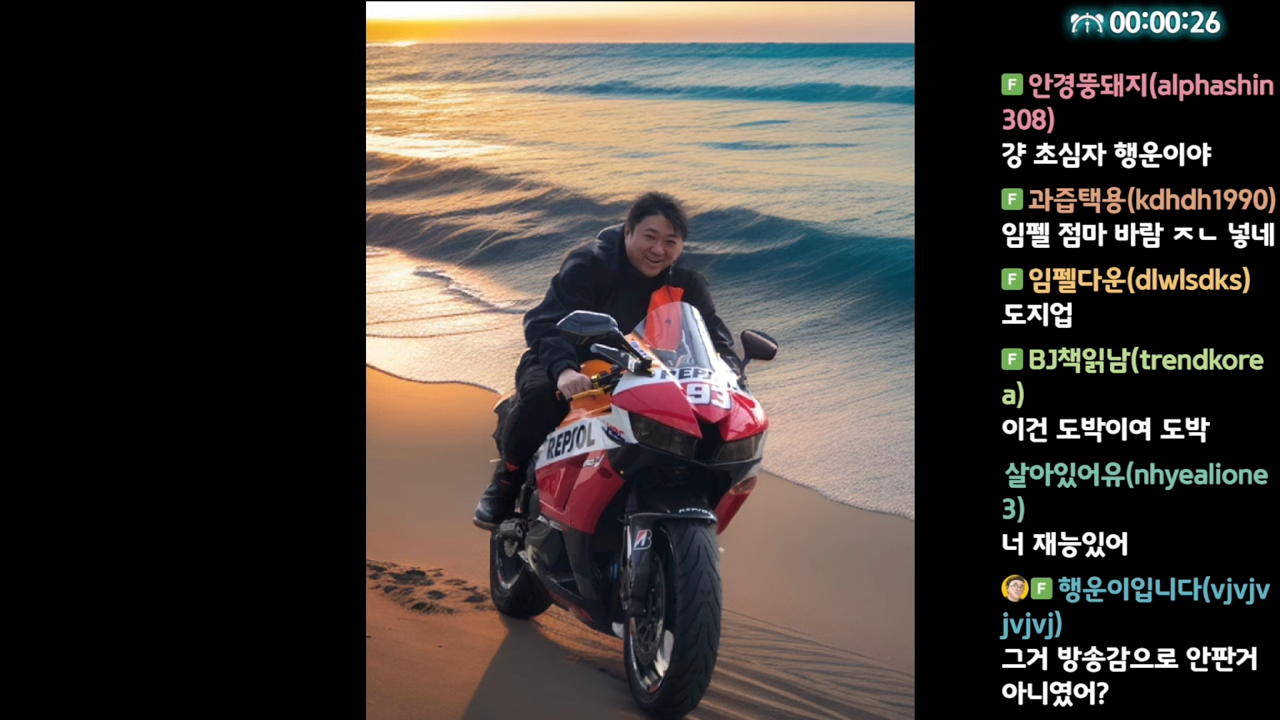 00:00:26
F 안경뚱돼지(alphashin
308)
걍 초심자 행운이야
F 과즙택용(kdhdh1990)
임펠 점마 바람 ㅈㄴ 넣네
F 임펠다운(dlwlsdks)
도지업
F BJ책읽남(trendkore
a)
이건 도박이여 도박
살아있어유(nhyealione
3)
너 재능있어
F 행운이입니다(vjvjv
jvjvj)
그거 방송감으로 안판거
아니였어?
REPSOL
93
REPSOL
HRC
REPSOL
B